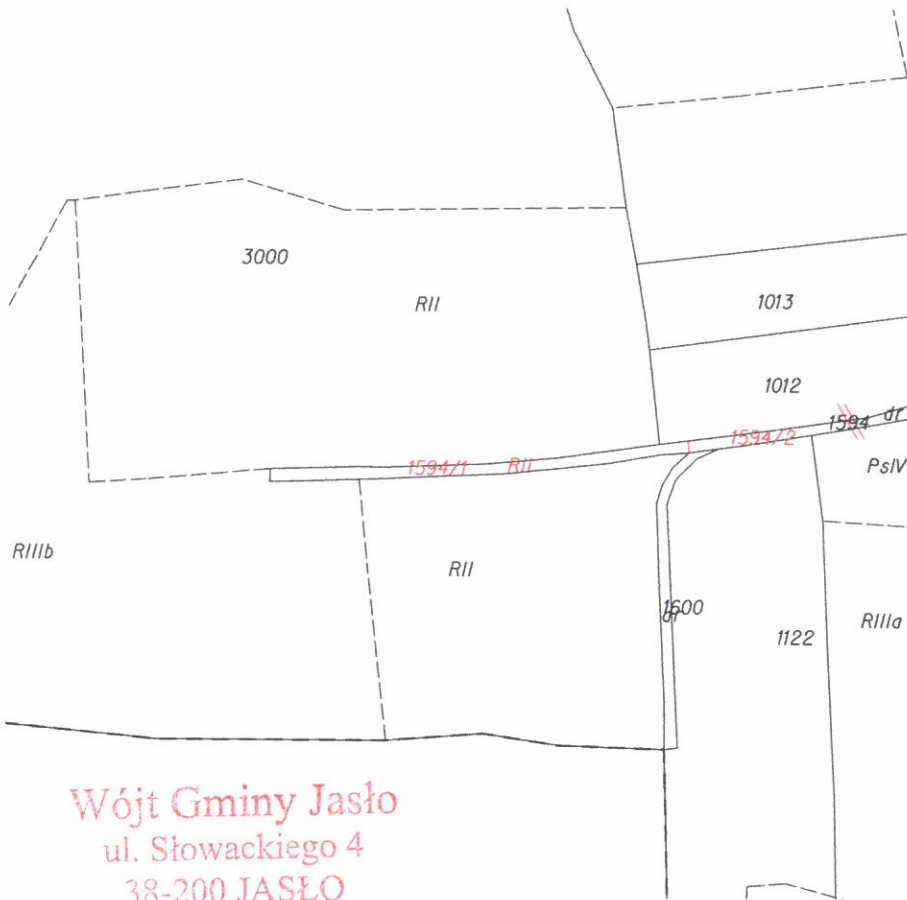 3000
RII
1013
1012
1594/2
1594 dr
1594/1 RII
PsIV
RIIIb
RII
1600
dr
1122
RIIIa
Wójt Gminy Jasło
ul. Słowackiego 4
38-200 JASŁO